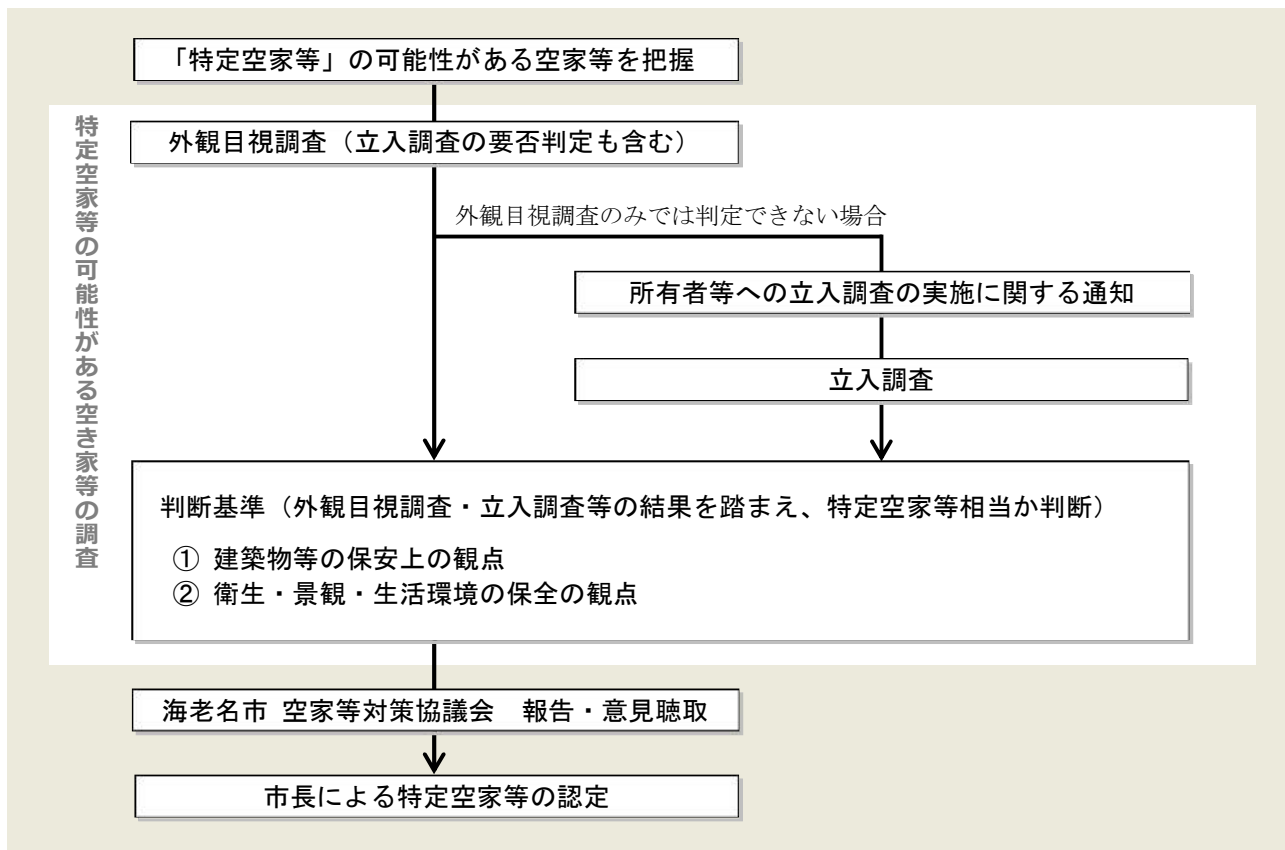 「特定空家等」の可能性がある空家等を把握
特定空家等の可能性がある空き家等の調査
外観目視調査（立入調査の要否判定も含む）
外観目視調査のみでは判定できない場合
所有者等への立入調査の実施に関する通知
立入調査
判断基準（外観目視調査・立入調査等の結果を踏まえ、特定空家等相当か判断）
① 建築物等の保安上の観点
② 衛生・景観・生活環境の保全の観点
海老名市 空家等対策協議会　報告・意見聴取
市長による特定空家等の認定